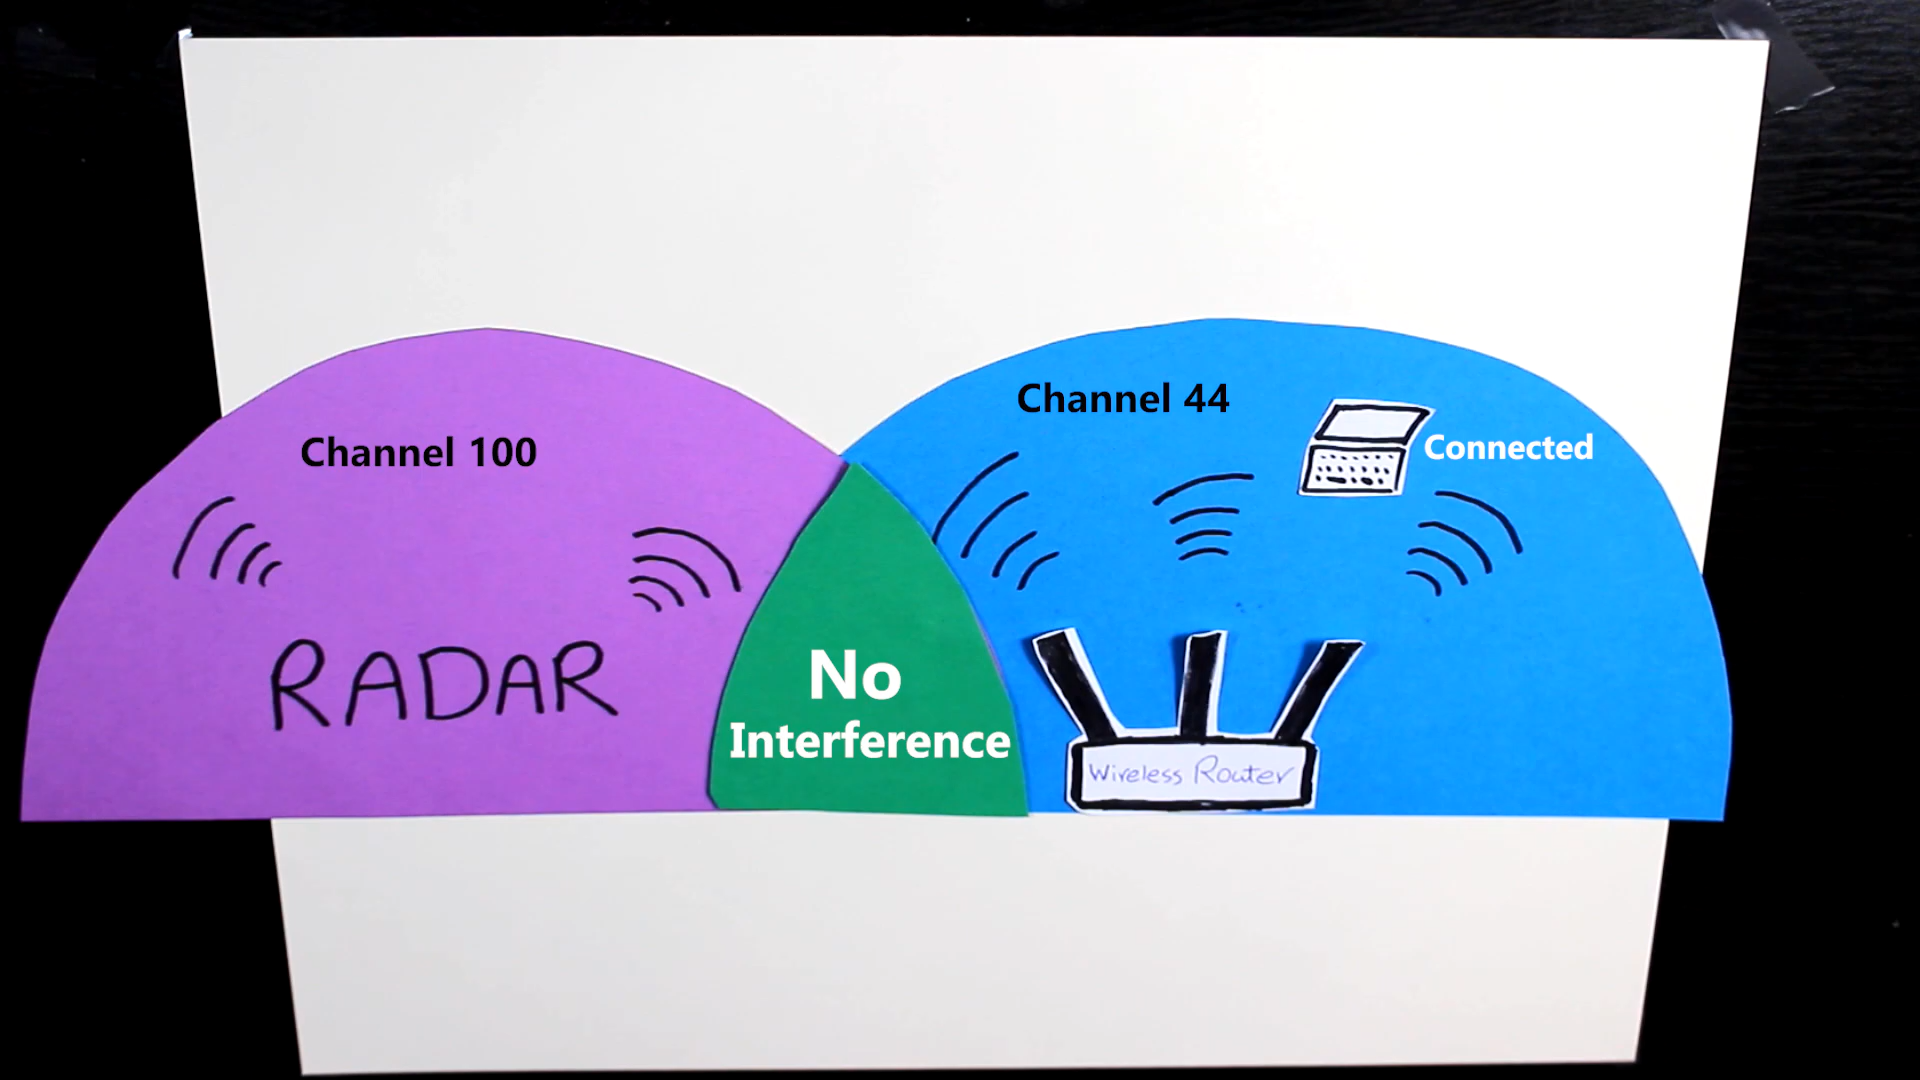 Channel 100
RADAR
No
Interference
Channel 44
Connected
Wireless Router